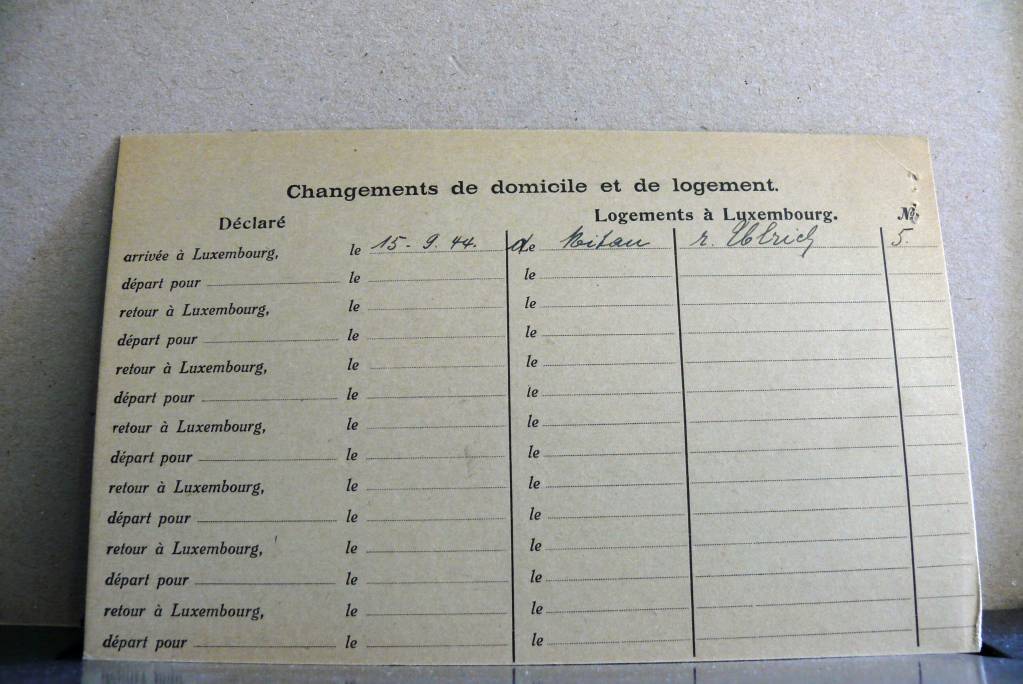 Changements de domicile et de logement.
Déclaré Logements à Luxembourg. No
arrivée à Luxembourg, le 15-9.44. de r. 5.
départ pour le le
retour à Luxembourg, le le
départ pour le le
retour à Luxembourg, le le
départ pour le le
retour à Luxembourg, le le
départ pour le le
retour à Luxembourg, le le
départ pour le le
retour à Luxembourg, le le
départ pour le le
retour à Luxembourg, le le
départ pour le le